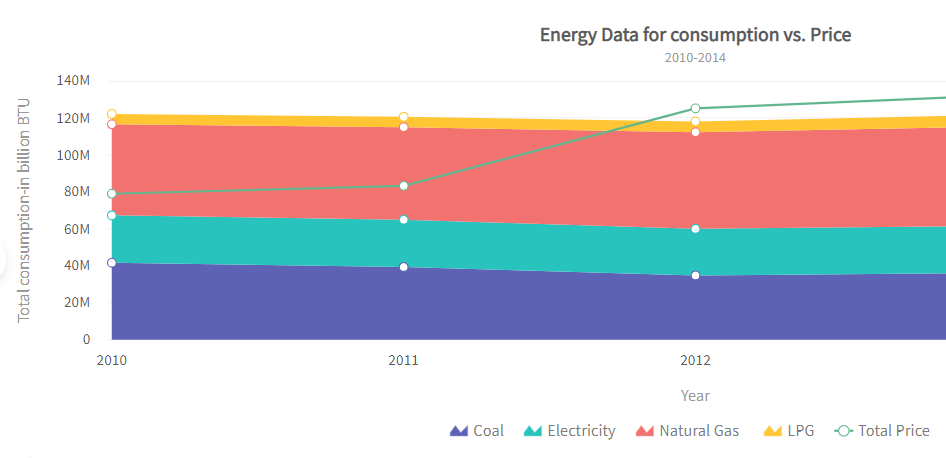 Energy Data for consumption vs. Price
2010-2014
Total consumption-in billion BTU
140M
120M
100M
80M
60M
40M
20M
0
2010 2011 2012
Year
Coal Electricity Natural Gas LPG Total Price